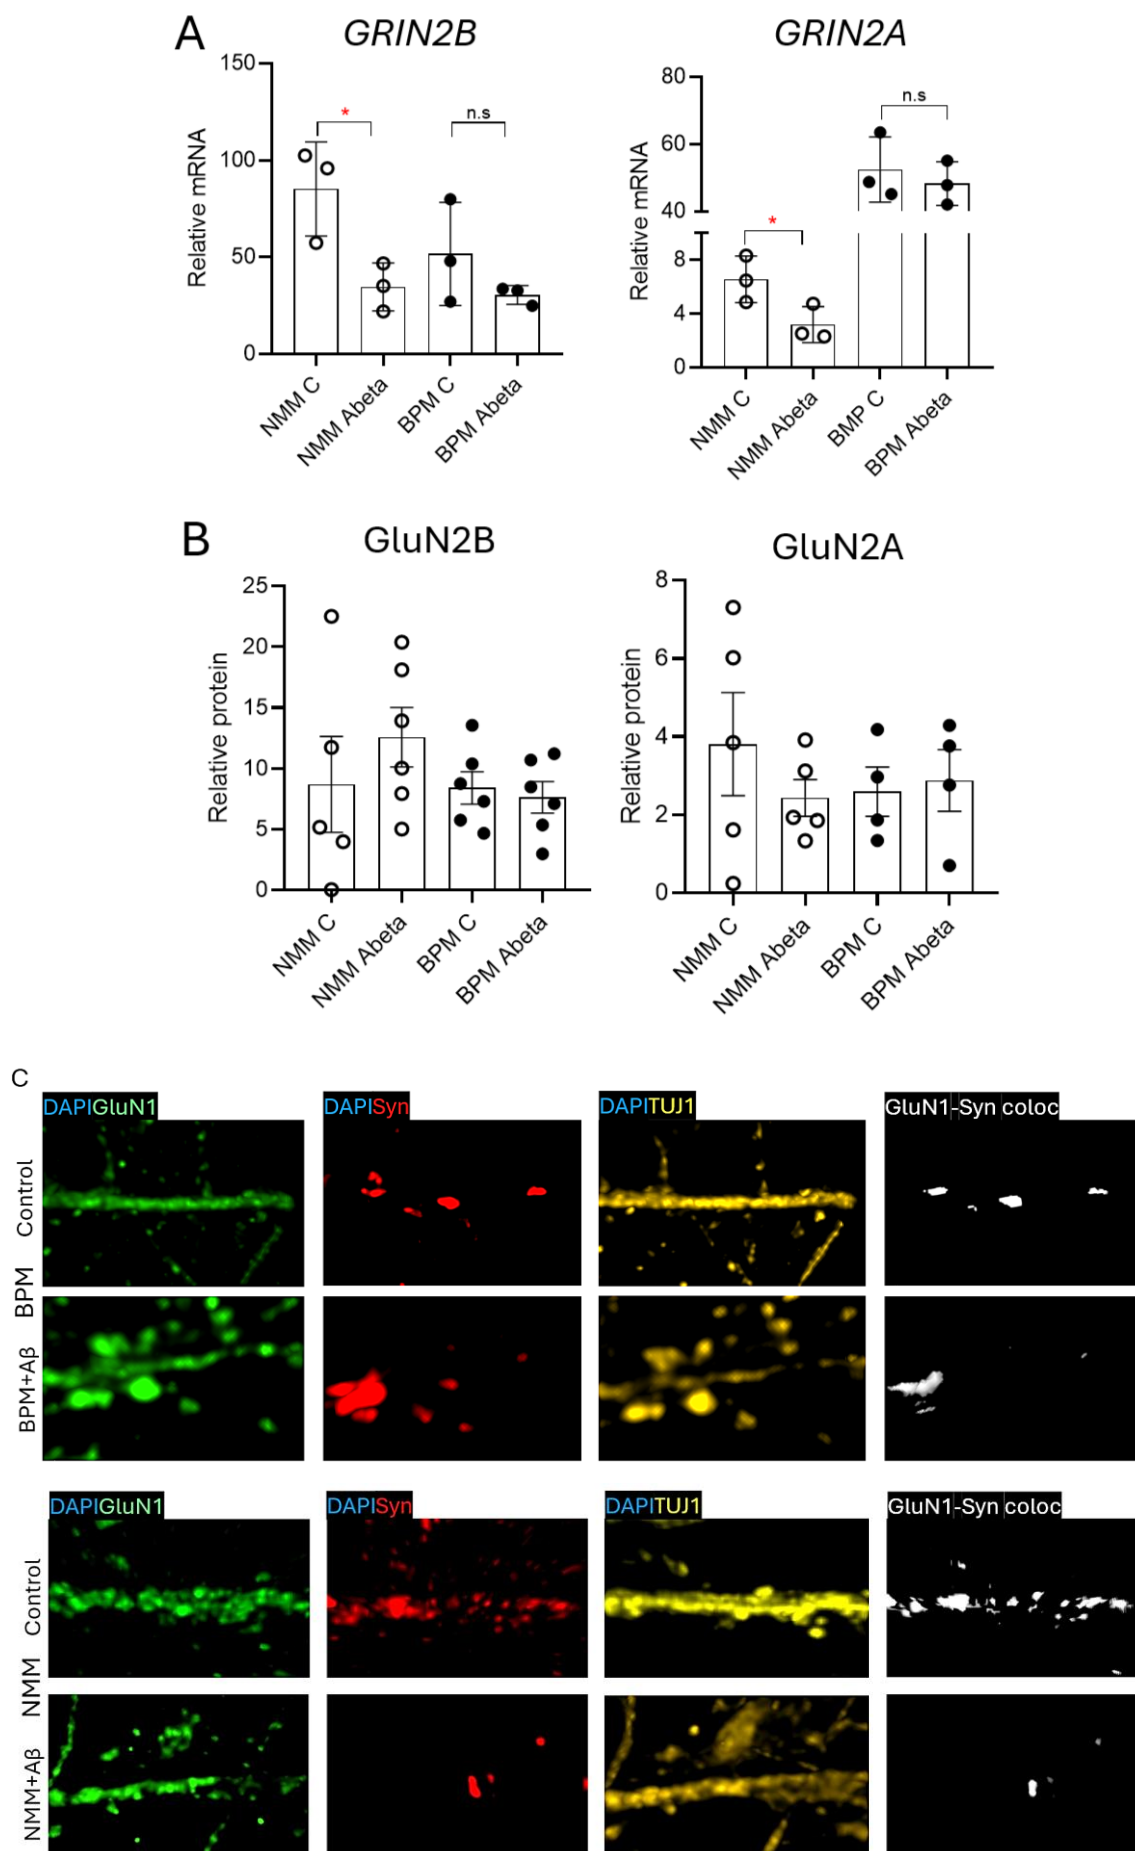 A
GRIN2B
GRIN2A
150
100
50
0
Relative mRNA
*
n.s
NMM C
NMM Abeta
BPM C
BPM Abeta
80
60
40
8
4
0
Relative mRNA
*
n.s
NMM C
NMM Abeta
BMP C
BPM Abeta
B
GluN2B
GluN2A
25
20
15
10
5
0
Relative protein
NMM C
NMM Abeta
BPM C
BPM Abeta
8
6
4
2
0
Relative protein
NMM C
NMM Abeta
BPM C
BPM Abeta
C
DAPIGluN1
DAPISyn
DAPITUJ1
GluN1-Syn coloc
BPM
Control
BPM+Aβ
DAPIGluN1
DAPISyn
DAPITUJ1
GluN1-Syn coloc
NMM
Control
NMM+Aβ